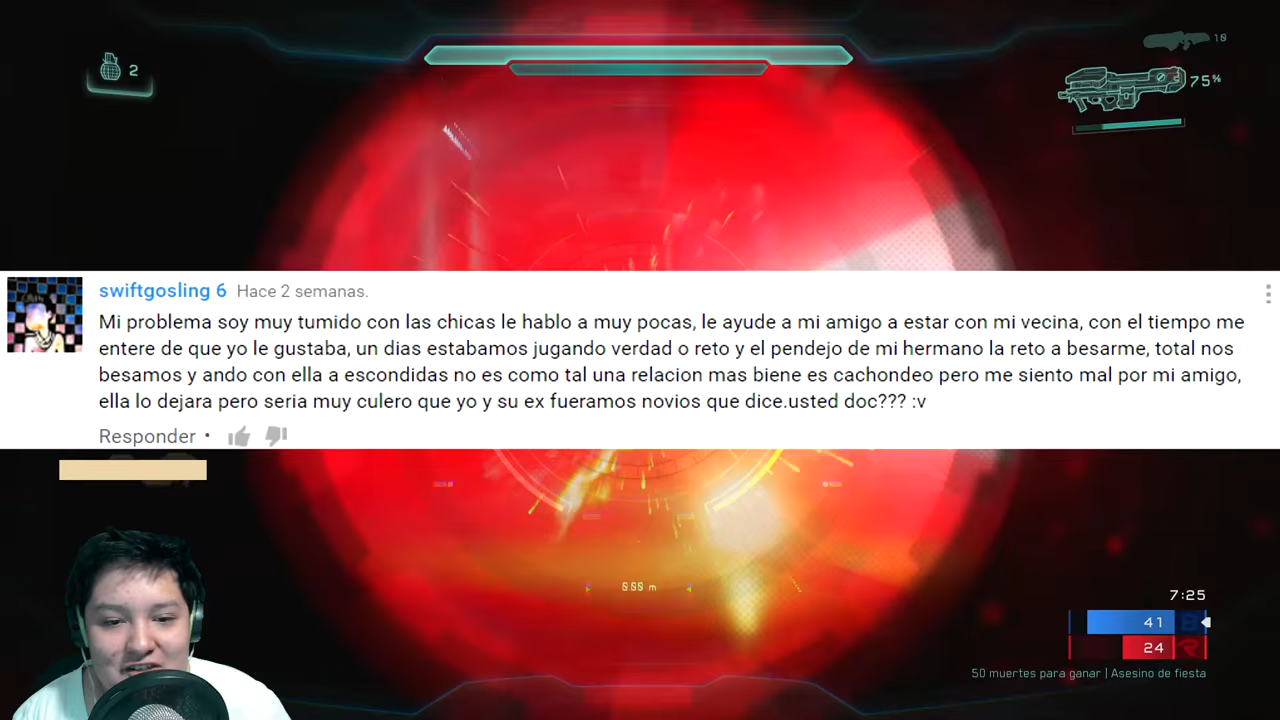 2
18
75%
swiftgosling 6 Hace 2 semanas.
Mi problema soy muy tumido con las chicas le hablo a muy pocas, le ayude a mi amigo a estar con mi vecina, con el tiempo me
entere de que yo le gustaba, un dias estabamos jugando verdad o reto y el pendejo de mi hermano la reto a besarme, total nos
besamos y ando con ella a escondidas no es como tal una relacion mas biene es cachondeo pero me siento mal por mi amigo,
ella lo dejara pero seria muy culero que yo y su ex fueramos novios que dice.usted doc??? :v
Responder •
7:25
41
24
50 muertes para ganar | Asesino de fiesta